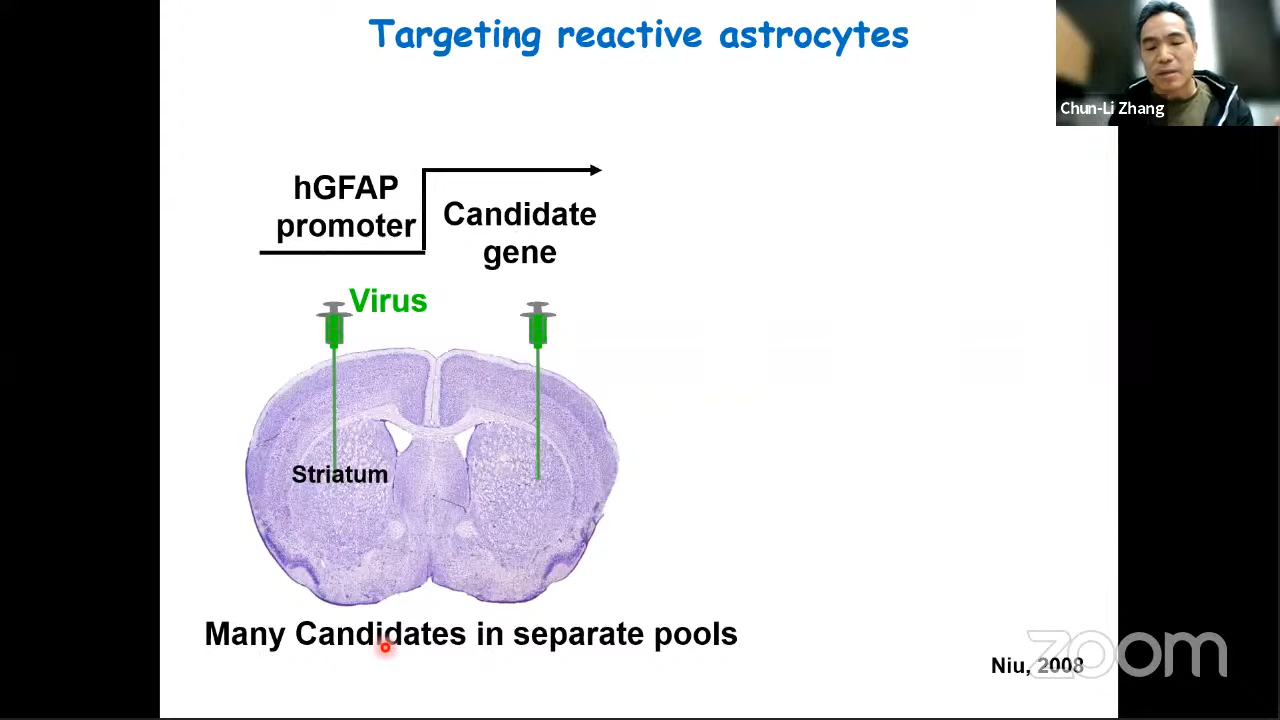 Targeting reactive astrocytes
Chun-Li Zhang
hGFAP
promoter
Candidate
gene
Virus
Striatum
Many Candidates in separate pools
Niu, 2008
zoom